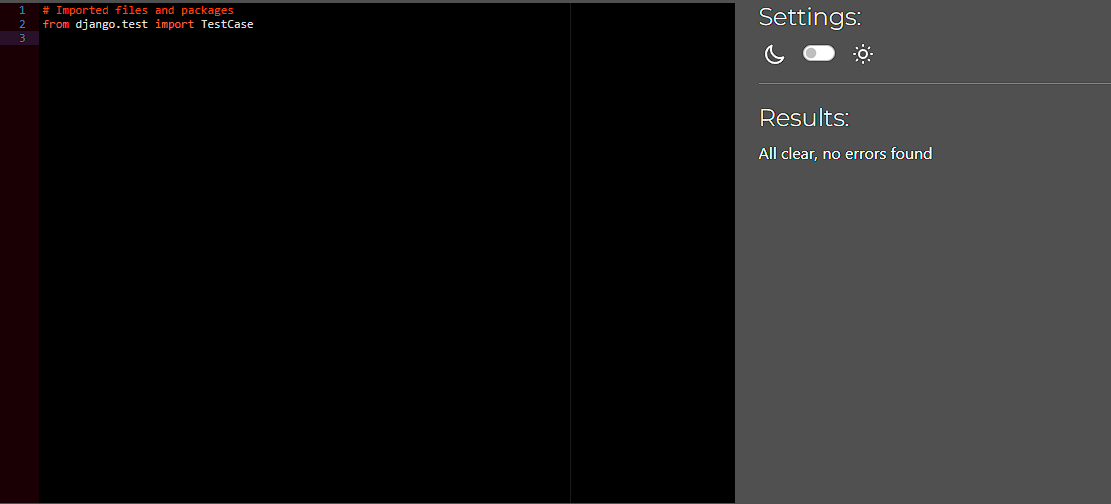 1 # Imported files and packages
2 from django.test import TestCase
3
Settings:
Results:
All clear, no errors found